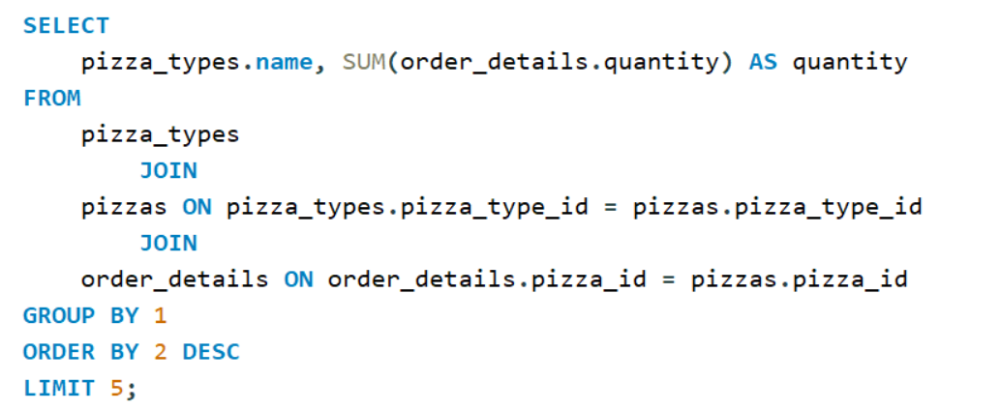 SELECT
    pizza_types.name, SUM(order_details.quantity) AS quantity
FROM
    pizza_types
        JOIN
    pizzas ON pizza_types.pizza_type_id = pizzas.pizza_type_id
        JOIN
    order_details ON order_details.pizza_id = pizzas.pizza_id
GROUP BY 1
ORDER BY 2 DESC
LIMIT 5;